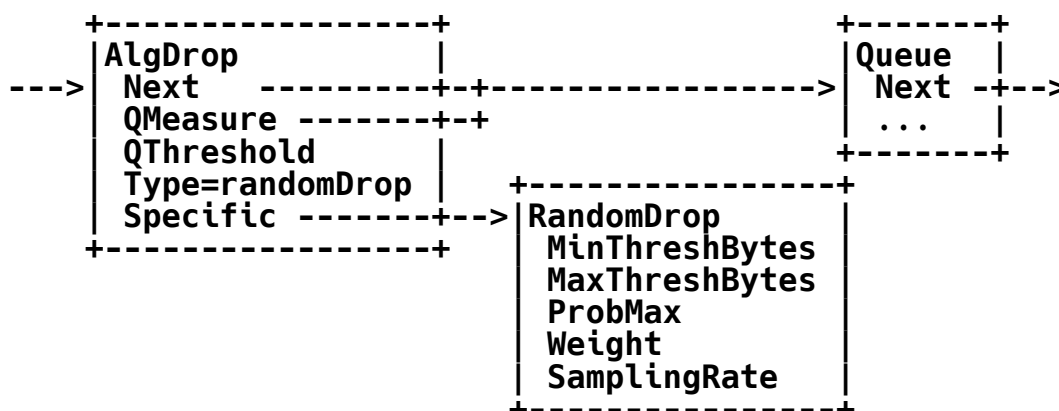 +-----------------+                     +-------+
     |AlgDrop          |                     |Queue  |
---->| Next   ---------+-+------------------>| Next -+-->
     | QMeasure -------+-+                   | ...   |
     | QThreshold      |                     +-------+
     | Type=randomDrop |   +----------------+
     | Specific -------+-->|RandomDrop      |
     +-----------------+   | MinThreshBytes |
                           | MaxThreshBytes |
                           | ProbMax        |
                           | Weight         |
                           | SamplingRate   |
                           +----------------+